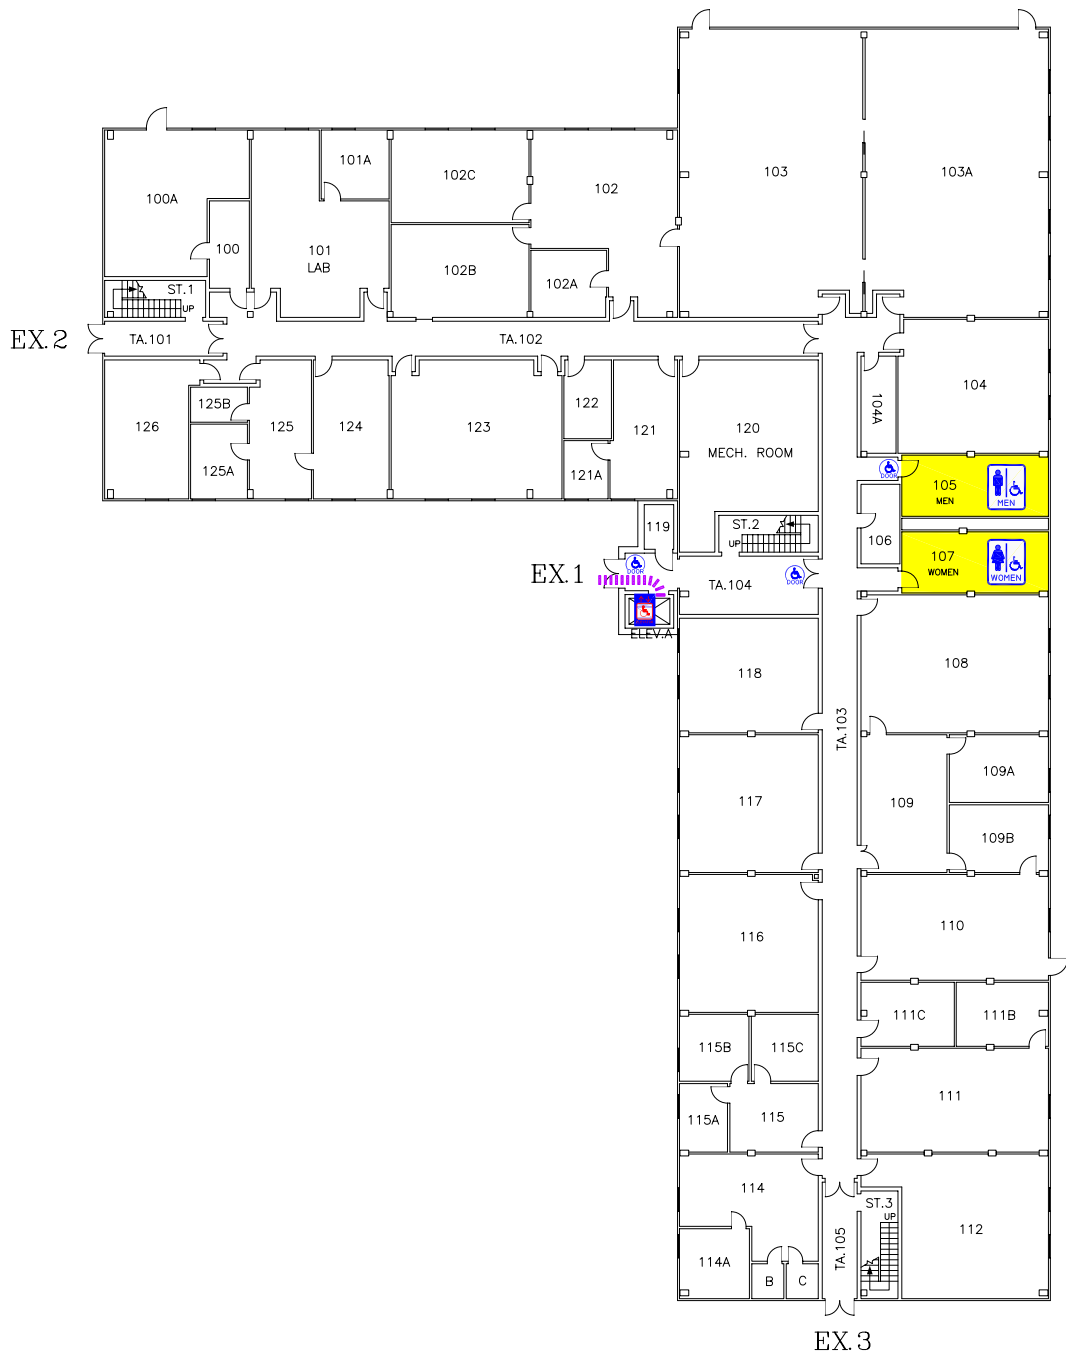 101A
102C
102
103
103A
100A
100
101
LAB
102B
102A
ST.1
UP
EX.2
TA.101
TA.102
104
104A
125B
126
125
124
123
122
121
120
MECH. ROOM
125A
121A
105
MEN
MEN
DOOR
119
ST.2
UP
106
107
WOMEN
WOMEN
EX.1
DOOR
TA.104
DOOR
ELEV.A
118
108
TA.103
117
109
109A
109B
116
110
111C
111B
115B
115C
115A
115
111
114
ST.3
UP
112
TA.105
114A
B
C
EX.3